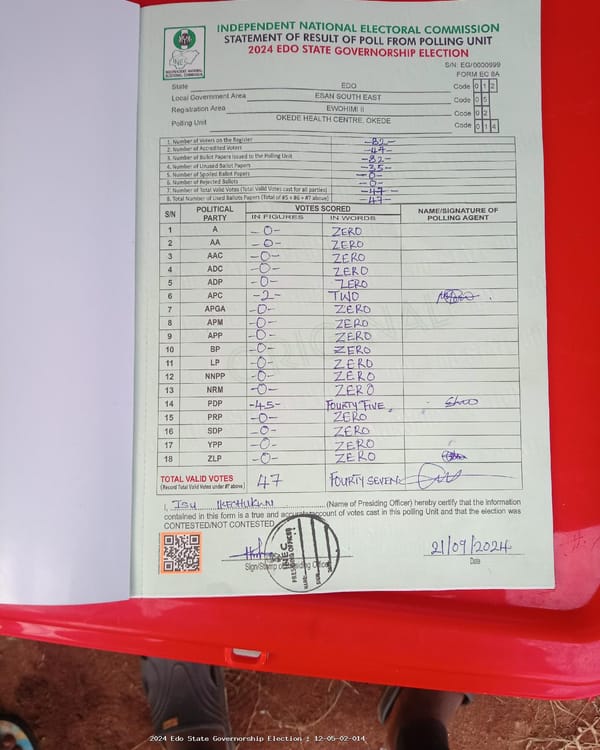 INDEPENDENT NATIONAL ELECTORAL COMMISSION
STATEMENT OF RESULT OF POLL FROM POLLING UNIT
2024 EDO STATE GOVERNORSHIP ELECTION
INEC
INDEPENDENT NATIONAL ELECTORAL COMMISSION
S/N: EG/0000999
FORM EC 8A
State EDO Code 0 1 2
Local Government Area ESAN SOUTH EAST Code 0 5
Registration Area EWOHIMI II Code 0 2
Polling Unit OKEDE HEALTH CENTRE, OKEDE Code 0 1 4
1. Number of Voters on the Register -82-
2. Number of Accredited Voters -47-
3. Number of Ballot Papers Issued to the Polling Unit -82-
4. Number of Unused Ballot Papers -35-
5. Number of Spoiled Ballot Papers -0-
6. Number of Rejected Ballots -0-
7. Number of Total Valid Votes (Total Valid Votes cast for all parties) -47-
8. Total Number of Used Ballots Papers (Total of #5 + #6 + #7 above) -47-
S/N POLITICAL PARTY VOTES SCORED NAME/SIGNATURE OF POLLING AGENT
IN FIGURES IN WORDS
1 A -0- ZERO
2 AA -0- ZERO
3 AAC -0- ZERO
4 ADC -0- ZERO
5 ADP -0- ZERO
6 APC -2- TWO
7 APGA -0- ZERO
8 APM -0- ZERO
9 APP -0- ZERO
10 BP -0- ZERO
11 LP -0- ZERO
12 NNPP -0- ZERO
13 NRM -0- ZERO
14 PDP -45- FOURTY FIVE
15 PRP -0- ZERO
16 SDP -0- ZERO
17 YPP -0- ZERO
18 ZLP -0- ZERO
ORIGINAL
TOTAL VALID VOTES 47 FOURTY SEVEN
(Record Total Valid Votes under #7 above)
I, (Name of Presiding Officer) hereby certify that the information
contained in this form is a true and accurate account of votes cast in this polling Unit and that the election was
CONTESTED/NOT CONTESTED
INEC
PRESIDING OFFICER
Sign/Stamp of Presiding Officer
21/09/2024
Date
2024 Edo State Governorship Election : 12-05-02-014